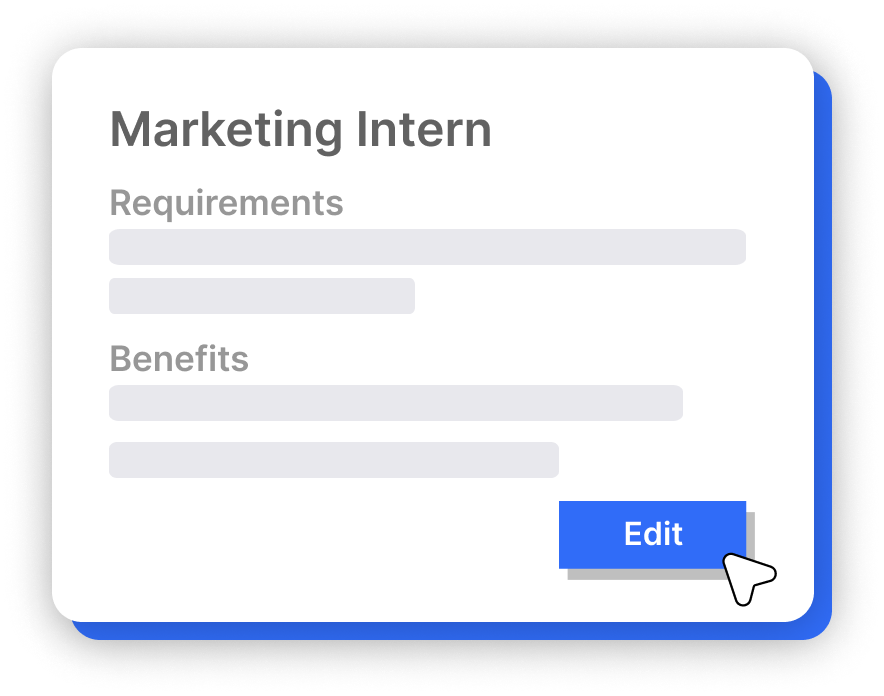 Marketing Intern
Requirements
Benefits
Edit